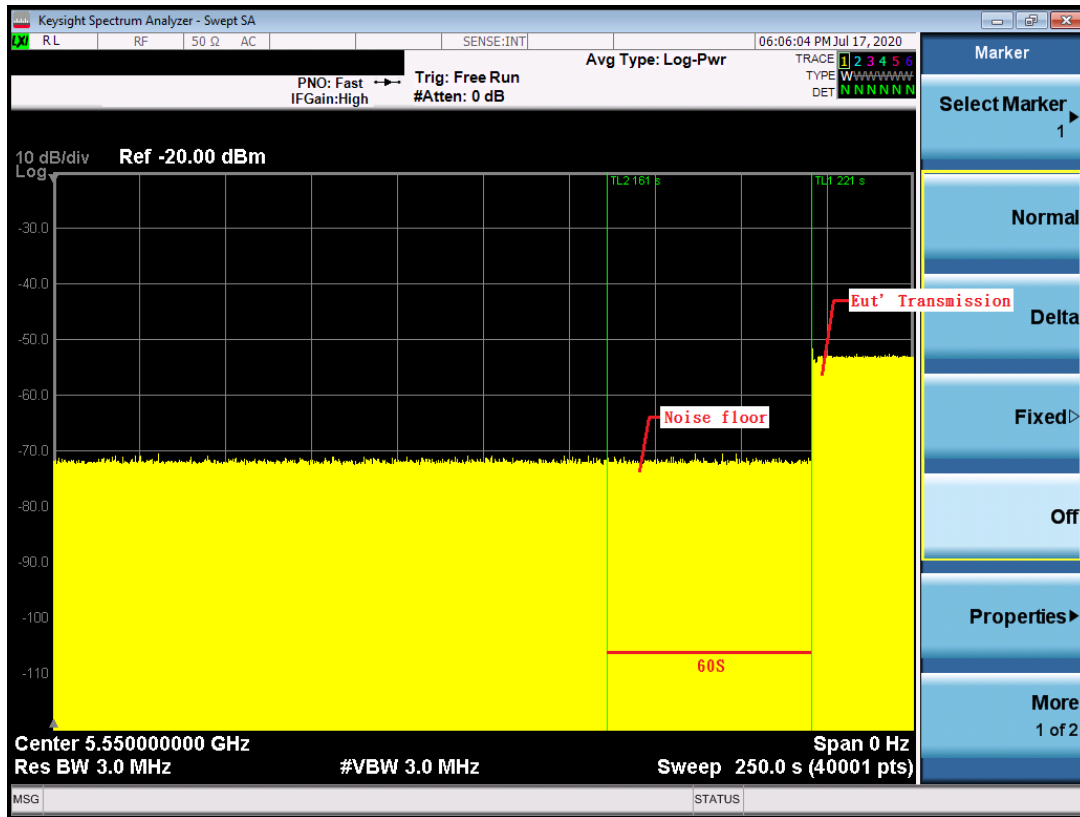 Keysight Spectrum Analyzer - Swept SA
LXI RL RF 50 Ω AC SENSE:INT 06:06:04 PM Jul 17, 2020
Avg Type: Log-Pwr
TRACE 1 2 3 4 5 6
TYPE WWWWWW
DET N N N N N N
PNO: Fast
IFGain:High
Trig: Free Run
#Atten: 0 dB
10 dB/div
Log
Ref -20.00 dBm
TL2 161 s
TL1 221 s
-30.0
-40.0
-50.0
-60.0
-70.0
-80.0
-90.0
-100
-110
Eut' Transmission
Noise floor
60S
Center 5.550000000 GHz
Span 0 Hz
Res BW 3.0 MHz
#VBW 3.0 MHz
Sweep 250.0 s (40001 pts)
MSG
STATUS
Marker
Select Marker
1
Normal
Delta
Fixed
Off
Properties
More
1 of 2